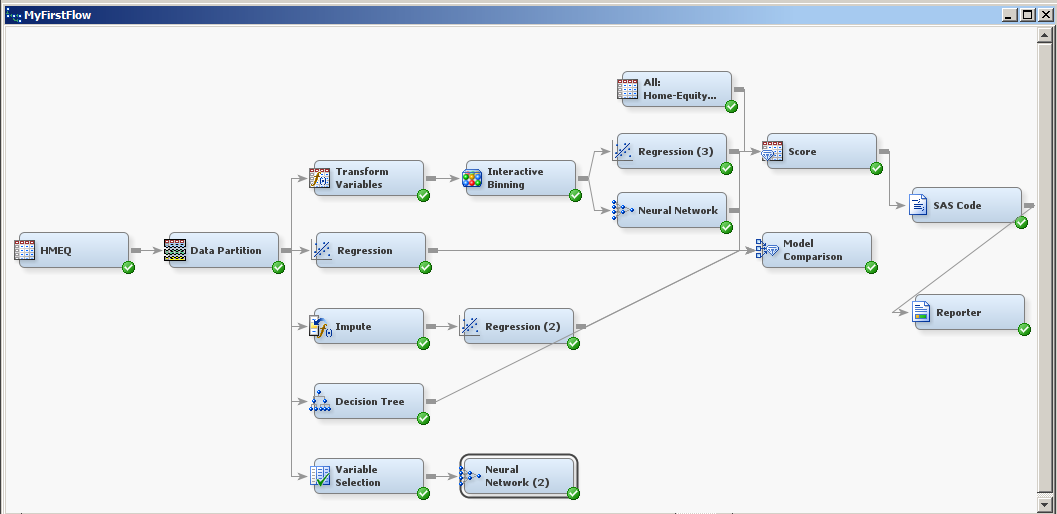 MyFirstFlow
All:
Home-Equity...
Regression (3)
Score
Transform
Variables
Interactive
Binning
Neural Network
SAS Code
HMEQ
Data Partition
Regression
Model
Comparison
Impute
Regression (2)
Reporter
Decision Tree
Variable
Selection
Neural
Network (2)